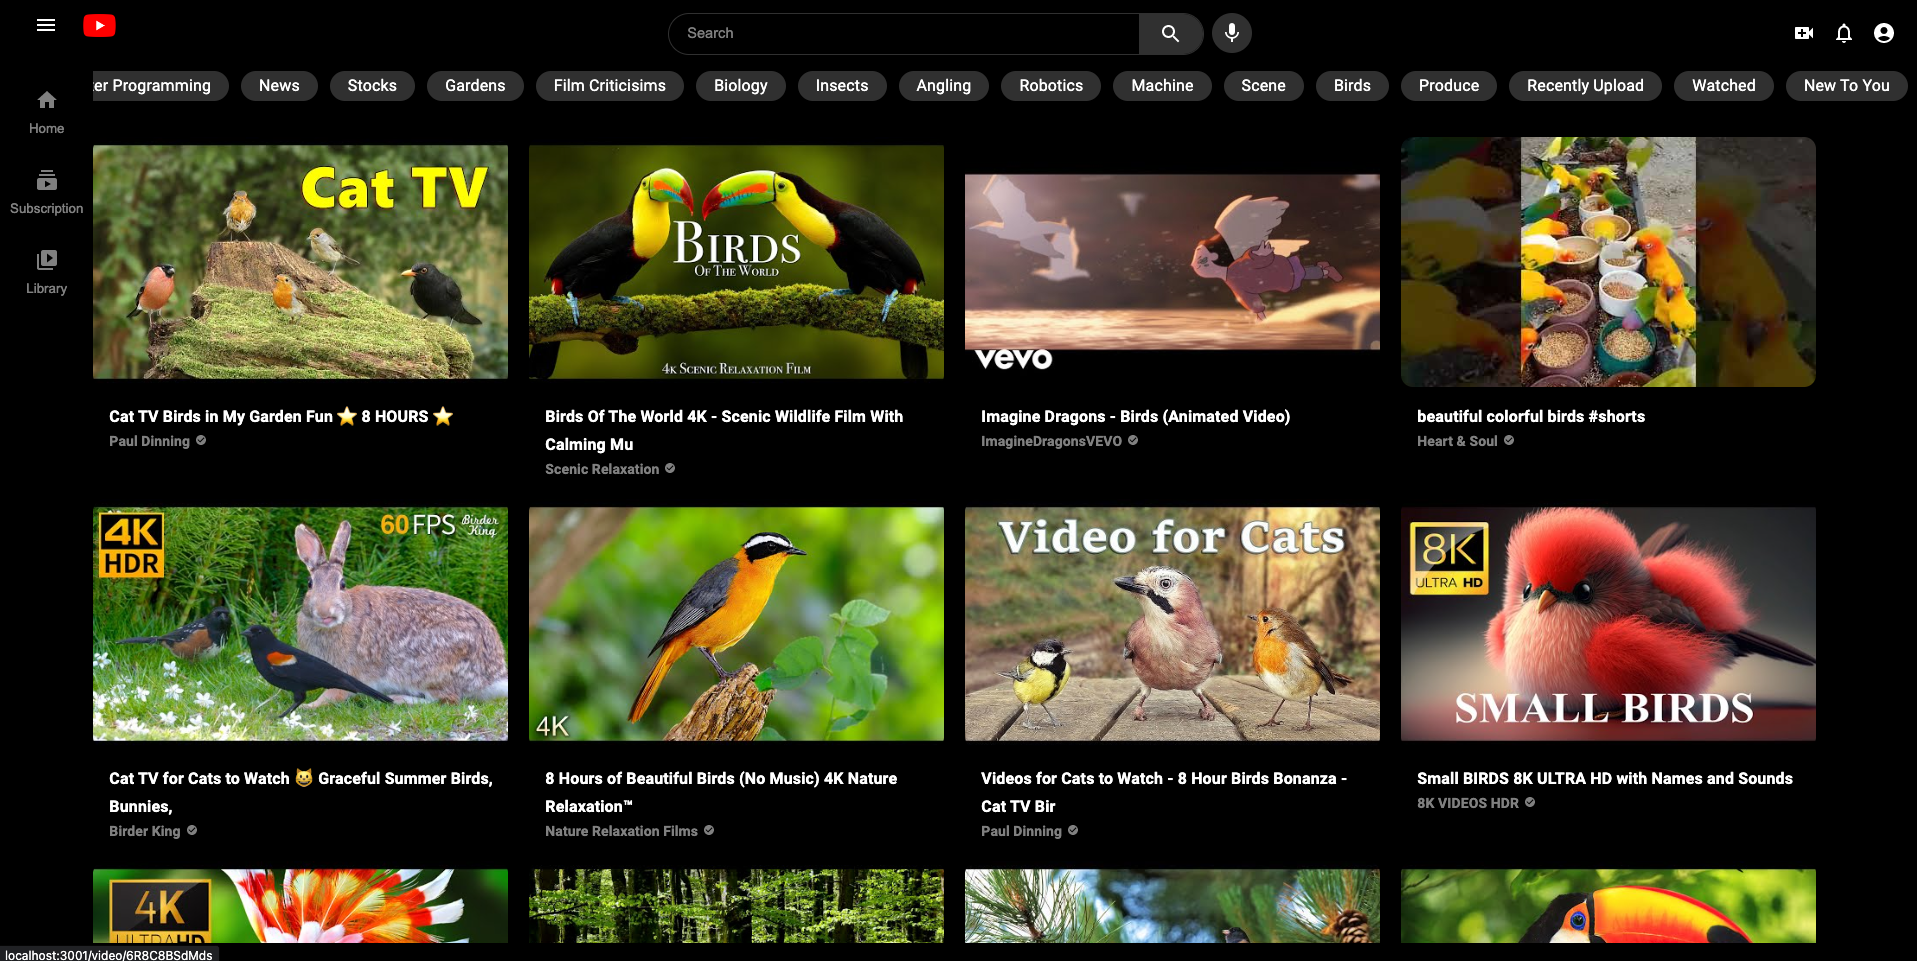 Search
er Programming News Stocks Gardens Film Criticisims Biology Insects Angling Robotics Machine Scene Birds Produce Recently Upload Watched New To You
Home
Subscription
Library
Cat TV
BIRDS
OF THE WORLD
4K SCENIC RELAXATION FILM
vevo
Cat TV Birds in My Garden Fun ⭐ 8 HOURS ⭐
Paul Dinning
Birds Of The World 4K - Scenic Wildlife Film With
Calming Mu
Scenic Relaxation
Imagine Dragons - Birds (Animated Video)
ImagineDragonsVEVO
beautiful colorful birds #shorts
Heart & Soul
4K
HDR
60 FPS
Birder
King
4K
Video for Cats
8K
ULTRA HD
SMALL BIRDS
Cat TV for Cats to Watch 😺 Graceful Summer Birds,
Bunnies,
Birder King
8 Hours of Beautiful Birds (No Music) 4K Nature
Relaxation™
Nature Relaxation Films
Videos for Cats to Watch - 8 Hour Birds Bonanza -
Cat TV Bir
Paul Dinning
Small BIRDS 8K ULTRA HD with Names and Sounds
8K VIDEOS HDR
4K
ULTRA HD
localhost:3001/video/6R8C8BSdMds